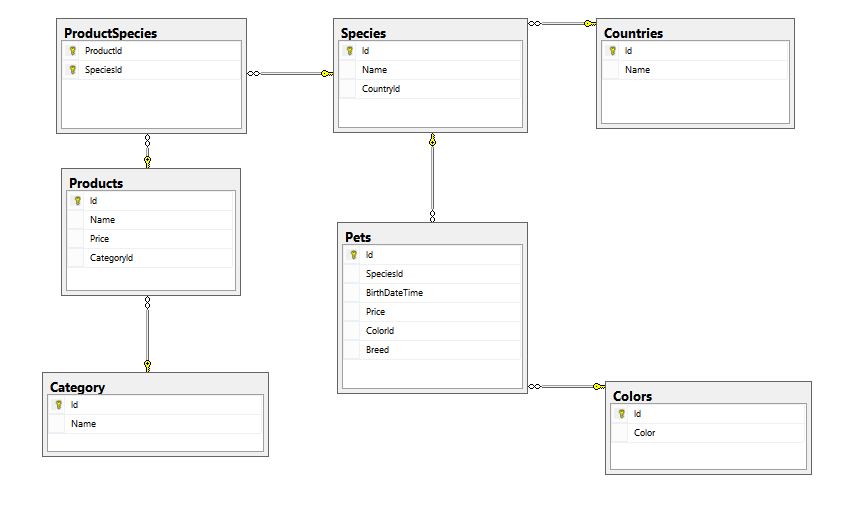 ProductSpecies
ProductId
SpeciesId
Species
Id
Name
CountryId
Countries
Id
Name
Products
Id
Name
Price
CategoryId
Pets
Id
SpeciesId
BirthDateTime
Price
ColorId
Breed
Category
Id
Name
Colors
Id
Color